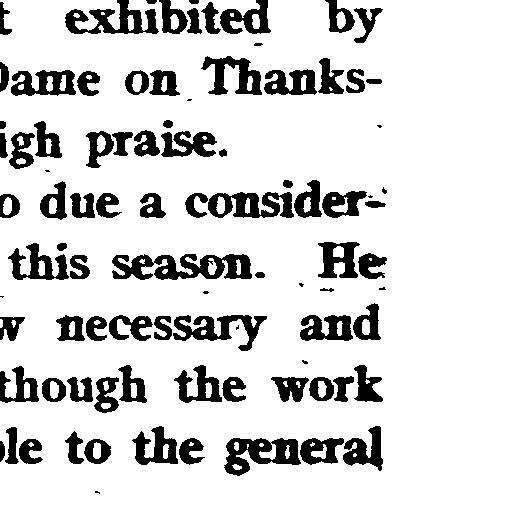 t exhibited by
Dame on Thanks-
igh praise.
o due a consider-
this season. He
w necessary and
though the work
ble to the general